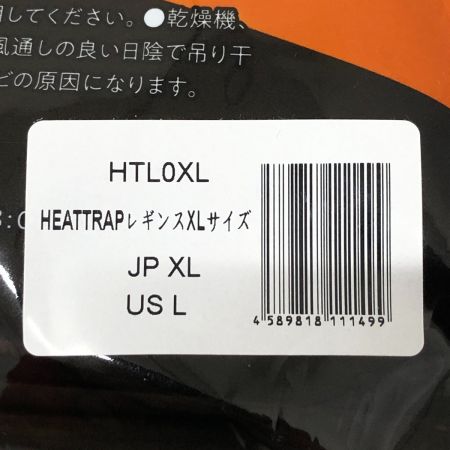 用してください。●乾燥機、
風通しの良い日陰で吊り干
ビの原因になります。
HTL0XL
HEATTRAPレギンスXLサイズ
JP XL
US L
4 589818 111499